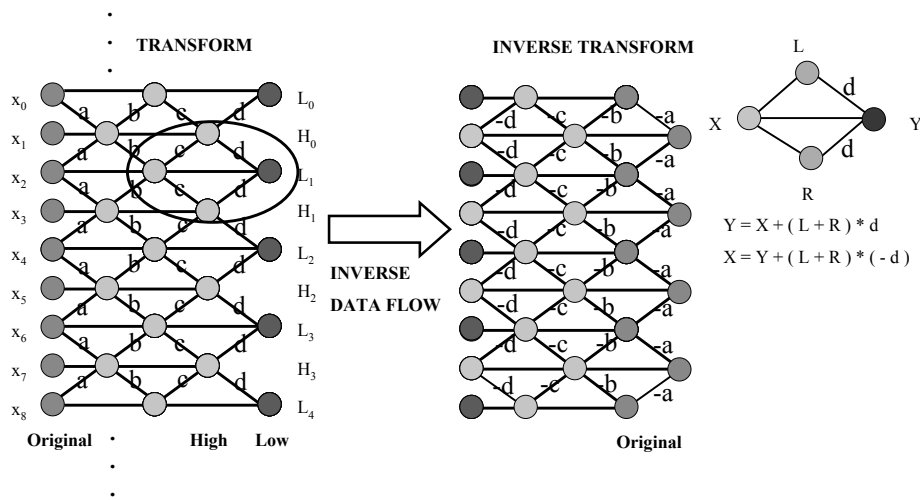 TRANSFORM
x0 a b c d L0
x1 H0
a b c d
x2 L1
a b c d
x3 H1
a b c d
x4 L2
a b c d
x5 H2
a b c d
x6 L3
a b c d
x7 H3
a b c d
x8 L4
Original High Low
INVERSE
DATA FLOW
INVERSE TRANSFORM
-d -c -b -a
-d -c -b -a
-d -c -b -a
-d -c -b -a
-d -c -b -a
-d -c -b -a
-d -c -b -a
-d -c -b -a
Original
L
d
X Y
d
R
Y = X + ( L + R ) * d
X = Y + ( L + R ) * ( - d )